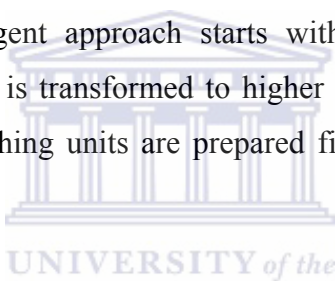 gent approach starts with
is transformed to higher
hing units are prepared fi
UNIVERSITY of the